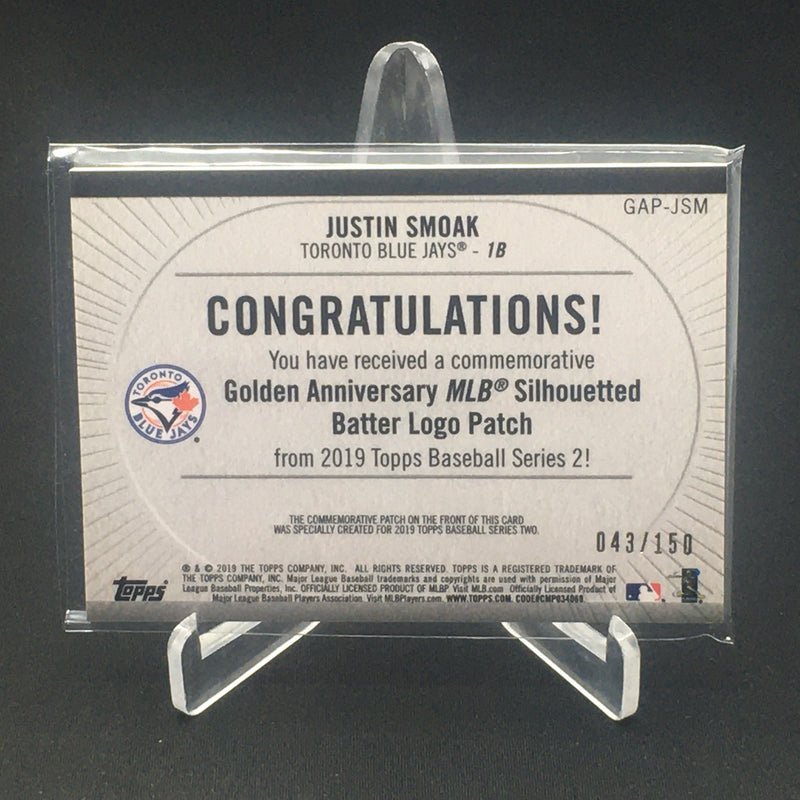 GAP-JSM
JUSTIN SMOAK
TORONTO BLUE JAYS® - 1B
CONGRATULATIONS!
You have received a commemorative
Golden Anniversary MLB® Silhouetted
Batter Logo Patch
from 2019 Topps Baseball Series 2!
TORONTO
BLUE JAYS
THE COMMEMORATIVE PATCH ON THE FRONT OF THIS CARD
WAS SPECIALLY CREATED FOR 2019 TOPPS BASEBALL SERIES TWO.
043/150
® & © 2019 THE TOPPS COMPANY, INC. ALL RIGHTS RESERVED. TOPPS IS A REGISTERED TRADEMARK OF
THE TOPPS COMPANY, INC. Major League Baseball trademarks and copyrights are used with permission of Major
League Baseball Properties, Inc. OFFICIALLY LICENSED PRODUCT OF MLBP Visit MLB.com Officially Licensed Product of
Major League Baseball Players Association. Visit MLBPlayers.com. WWW.TOPPS.COM.
topps